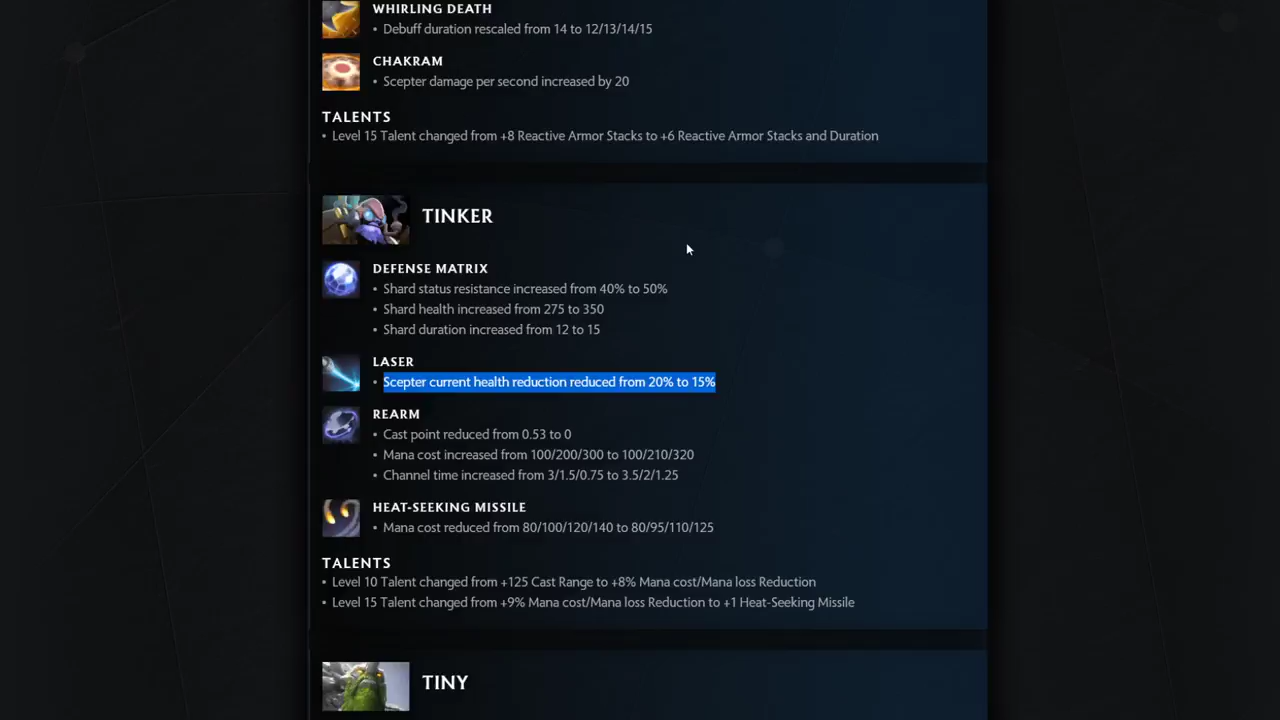 WHIRLING DEATH
• Debuff duration rescaled from 14 to 12/13/14/15
CHAKRAM
• Scepter damage per second increased by 20
TALENTS
• Level 15 Talent changed from +8 Reactive Armor Stacks to +6 Reactive Armor Stacks and Duration
TINKER
DEFENSE MATRIX
• Shard status resistance increased from 40% to 50%
• Shard health increased from 275 to 350
• Shard duration increased from 12 to 15
LASER
• Scepter current health reduction reduced from 20% to 15%
REARM
• Cast point reduced from 0.53 to 0
• Mana cost increased from 100/200/300 to 100/210/320
• Channel time increased from 3/1.5/0.75 to 3.5/2/1.25
HEAT-SEEKING MISSILE
• Mana cost reduced from 80/100/120/140 to 80/95/110/125
TALENTS
• Level 10 Talent changed from +125 Cast Range to +8% Mana cost/Mana loss Reduction
• Level 15 Talent changed from +9% Mana cost/Mana loss Reduction to +1 Heat-Seeking Missile
TINY